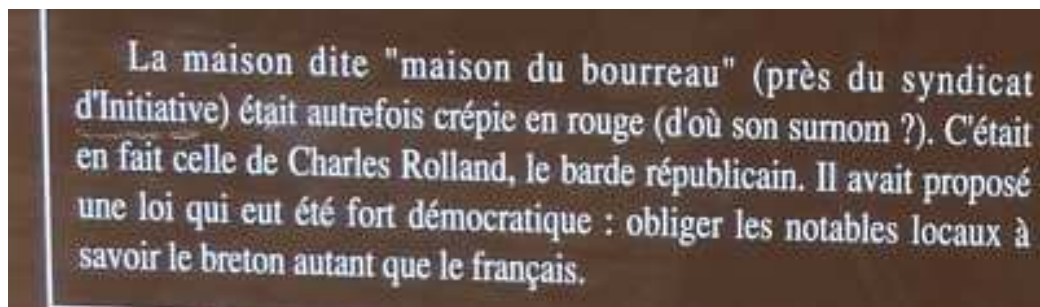 La maison dite "maison du bourreau" (près du syndicat
d'Initiative) était autrefois crépie en rouge (d'où son surnom ?). C'était
en fait celle de Charles Rolland, le barde républicain. Il avait proposé
une loi qui eut été fort démocratique : obliger les notables locaux à
savoir le breton autant que le français.